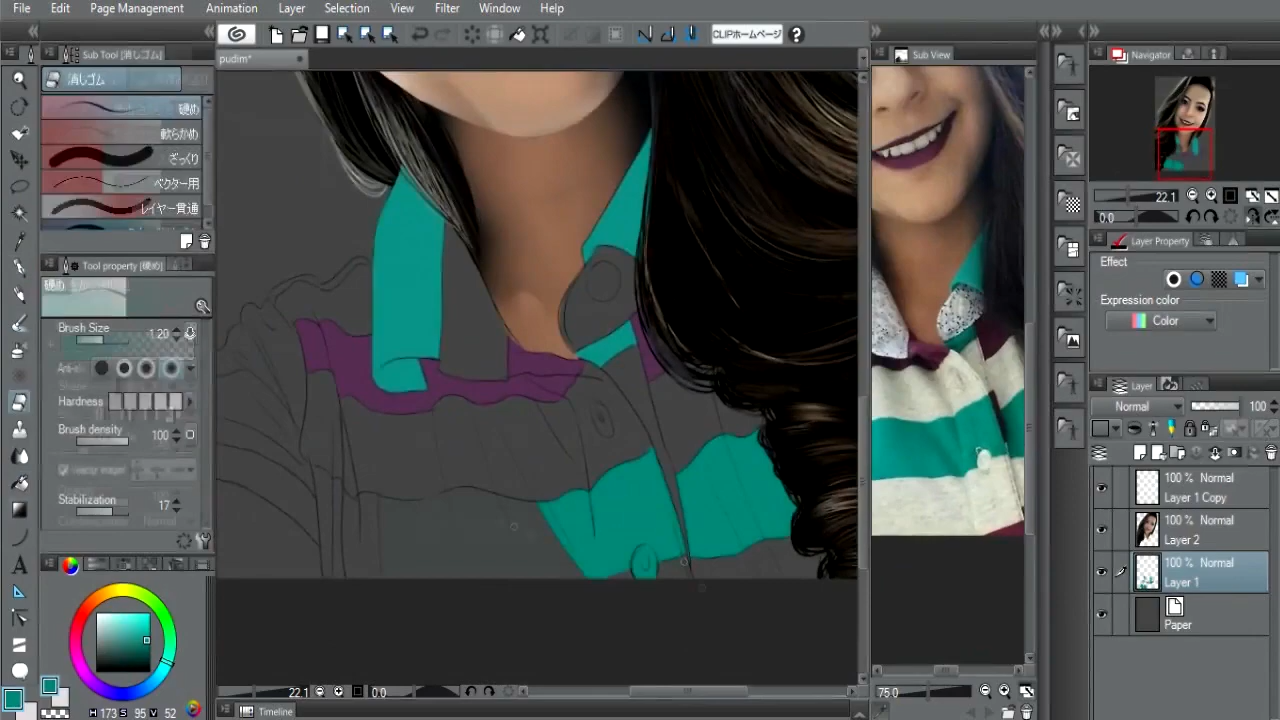 File Edit Page Management Animation Layer Selection View Filter Window Help
CLIPホームページ
Sub Tool [消しゴム]
消しゴム
硬め
軟らかめ
ざっくり
ベクター用
レイヤー貫通
Tool property [硬め]
硬め
Brush Size 120
Hardness
Brush density 100
Stabilization 17
H 173 S 95 V 52
pudim*
22.1 0.0
Timeline
Sub View
75.0
Navigator
22.1
0.0
Layer Property
Effect
Expression color
Color
Layer
Normal 100
100 % Normal
Layer 1 Copy
100 % Normal
Layer 2
100 % Normal
Layer 1
Paper